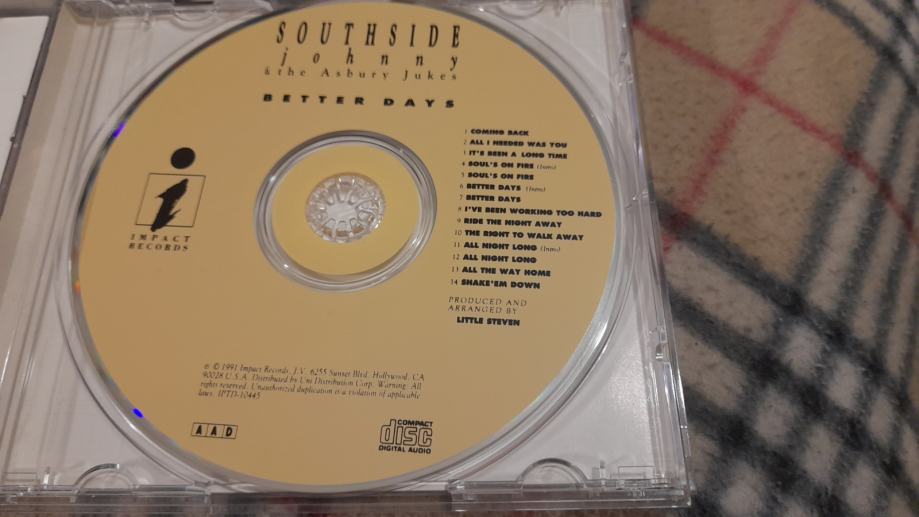 SOUTHSIDE
johnny
& the Asbury Jukes
BETTER DAYS
1 COMING BACK
2 ALL I NEEDED WAS YOU
3 IT'S BEEN A LONG TIME
4 SOUL'S ON FIRE (Intro)
5 SOUL'S ON FIRE
6 BETTER DAYS (Intro)
7 BETTER DAYS
8 I'VE BEEN WORKING TOO HARD
9 RIDE THE NIGHT AWAY
10 THE RIGHT TO WALK AWAY
11 ALL NIGHT LONG (Intro)
12 ALL NIGHT LONG
13 ALL THE WAY HOME
14 SHAKE 'EM DOWN
PRODUCED AND
ARRANGED BY
LITTLE STEVEN
i
IMPACT
RECORDS
℗ © 1991 Impact Records, J.V. 6255 Sunset Blvd. Hollywood, CA
90028 U.S.A. Distributed by Uni Distribution Corp. Warning: All
rights reserved. Unauthorized duplication is a violation of applicable
laws. IPTD-10445
AAD
COMPACT
disc
DIGITAL AUDIO